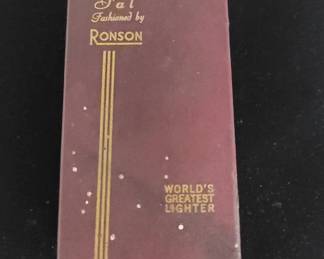 Pal
Fashioned by
RONSON
WORLD'S
GREATEST
LIGHTER